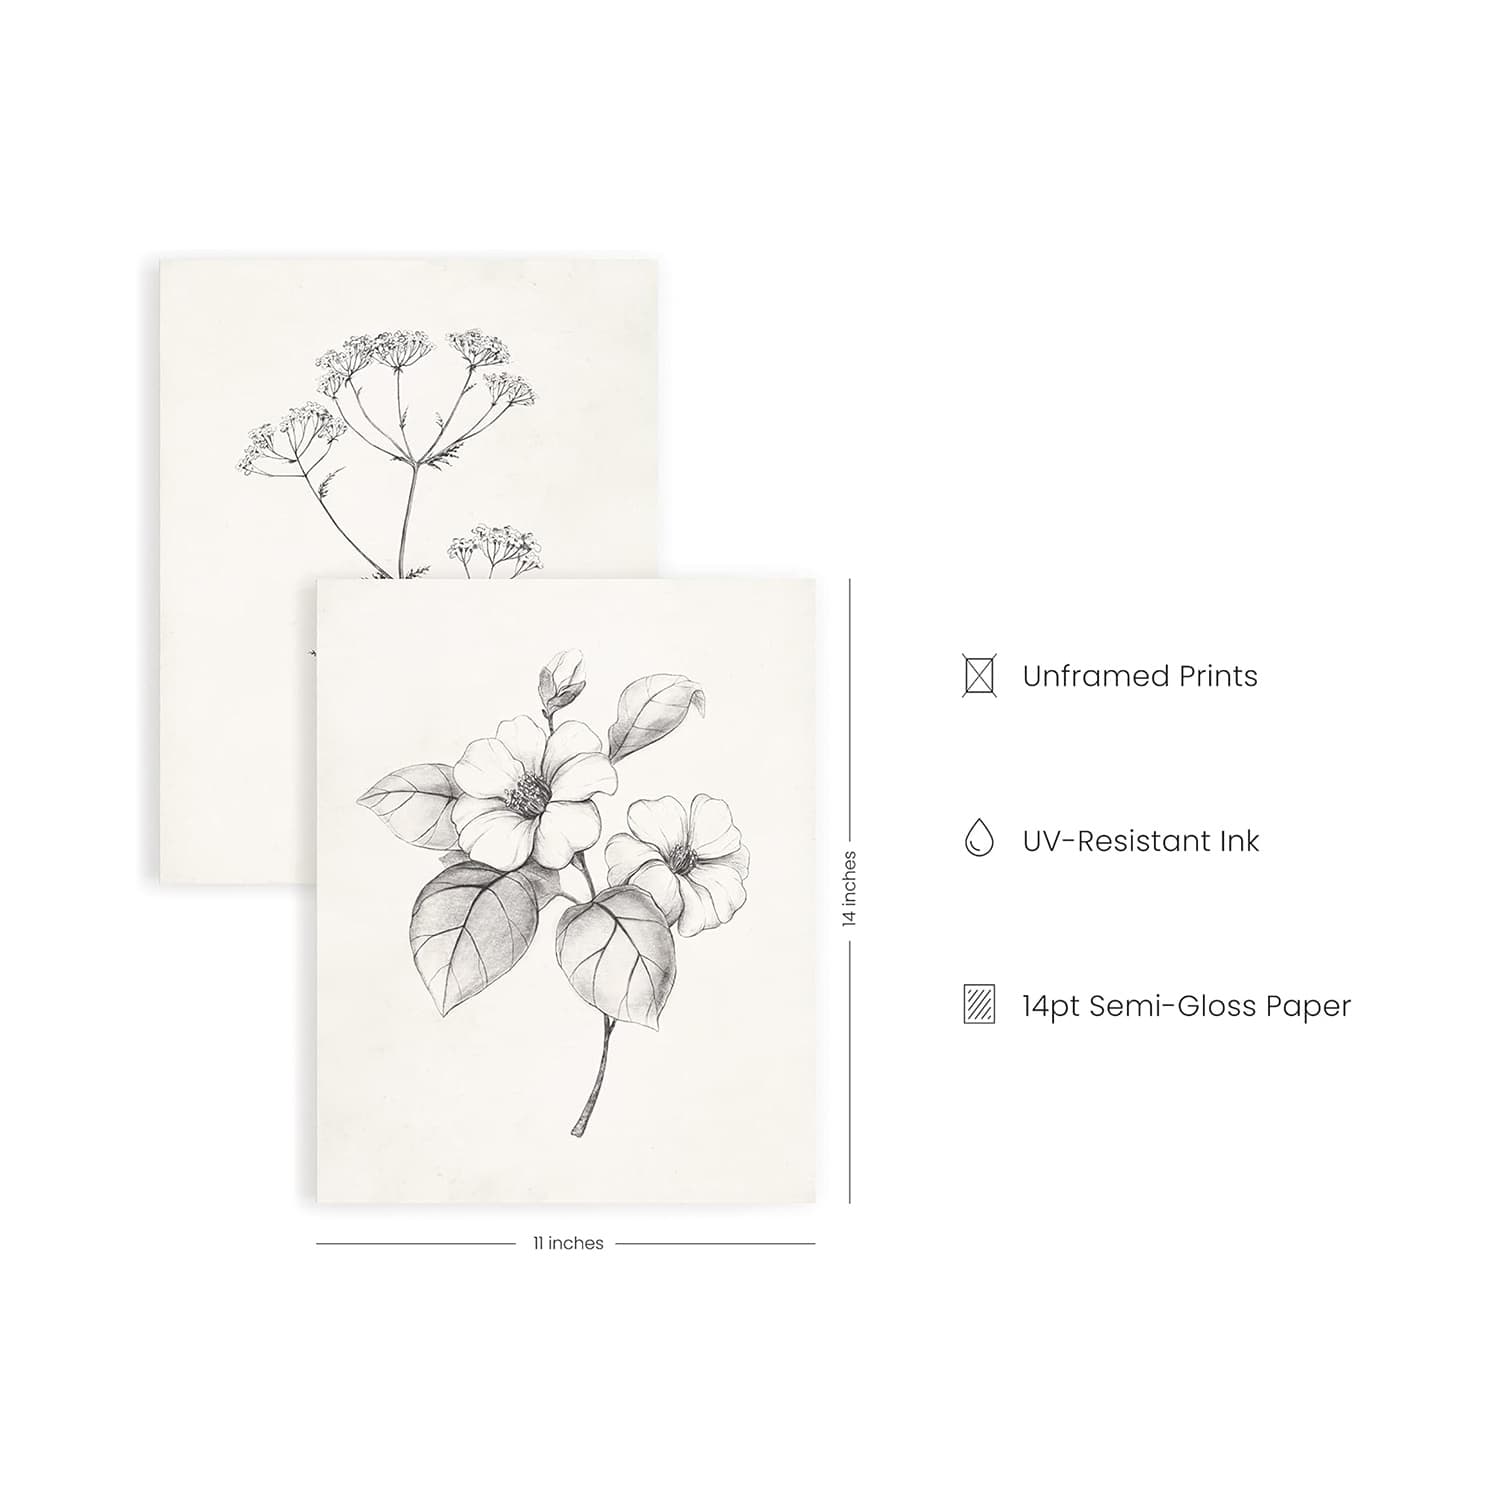 Unframed Prints
UV-Resistant Ink
14 inches
14pt Semi-Gloss Paper
11 inches